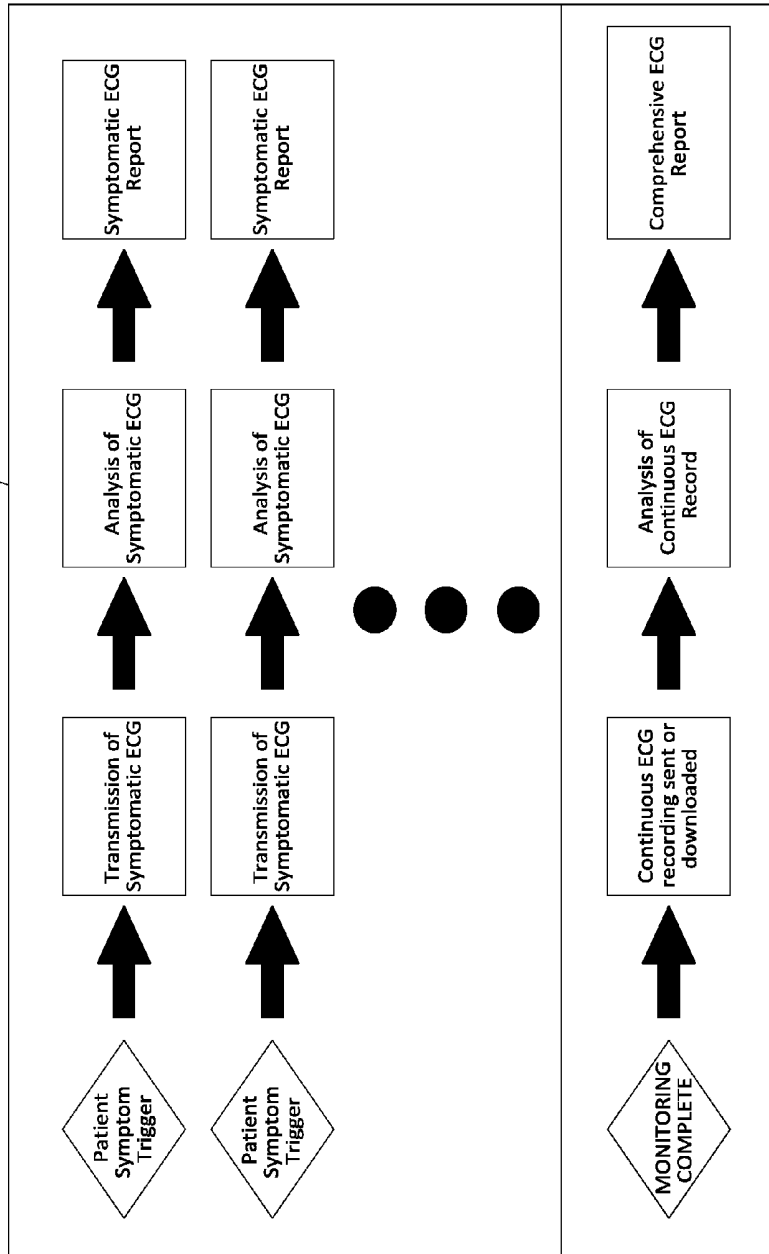 Patient
Symptom
Trigger
Transmission of
Symptomatic ECG
Analysis of
Symptomatic ECG
Symptomatic ECG
Report
Patient
Symptom
Trigger
Transmission of
Symptomatic ECG
Analysis of
Symptomatic ECG
Symptomatic ECG
Report
MONITORING
COMPLETE
Continuous ECG
recording sent or
downloaded
Analysis of
Continuous ECG
Record
Comprehensive ECG
Report